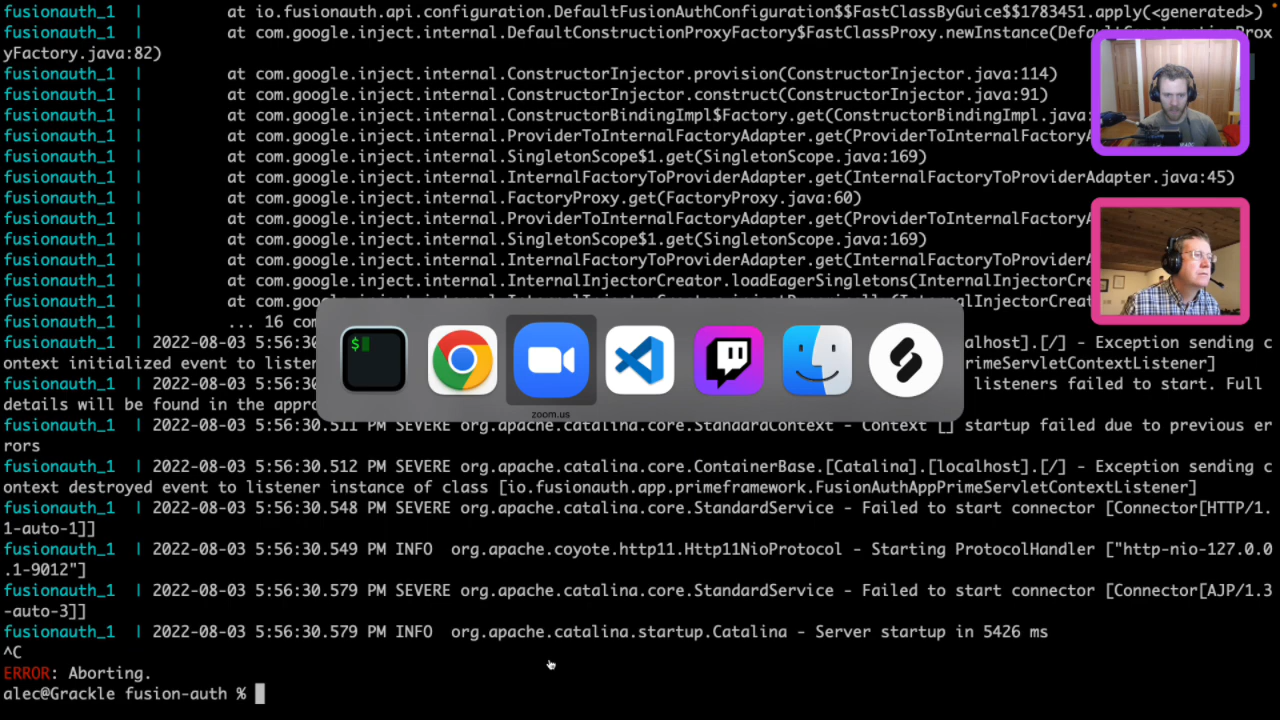 fusionauth_1  |          at io.fusionauth.api.configuration.DefaultFusionAuthConfiguration$$FastClassByGuice$$1783451.apply(<generated>)
fusionauth_1  |          at com.google.inject.internal.DefaultConstructionProxyFactory$FastClassProxy.newInstance(DefaultConstructionProx
yFactory.java:82)
fusionauth_1  |          at com.google.inject.internal.ConstructorInjector.provision(ConstructorInjector.java:114)
fusionauth_1  |          at com.google.inject.internal.ConstructorInjector.construct(ConstructorInjector.java:91)
fusionauth_1  |          at com.google.inject.internal.ConstructorBindingImpl$Factory.get(ConstructorBindingImpl.java:
fusionauth_1  |          at com.google.inject.internal.ProviderToInternalFactoryAdapter.get(ProviderToInternalFactoryA
fusionauth_1  |          at com.google.inject.internal.SingletonScope$1.get(SingletonScope.java:169)
fusionauth_1  |          at com.google.inject.internal.InternalFactoryToProviderAdapter.get(InternalFactoryToProviderAdapter.java:45)
fusionauth_1  |          at com.google.inject.internal.FactoryProxy.get(FactoryProxy.java:60)
fusionauth_1  |          at com.google.inject.internal.ProviderToInternalFactoryAdapter.get(ProviderToInternalFactoryA
fusionauth_1  |          at com.google.inject.internal.SingletonScope$1.get(SingletonScope.java:169)
fusionauth_1  |          at com.google.inject.internal.InternalFactoryToProviderAdapter.get(InternalFactoryToProviderA
fusionauth_1  |          at com.google.inject.internal.InternalInjectorCreator.loadEagerSingletons(InternalInjectorCre
fusionauth_1  |          at com.google.inject.internal.InternalInjectorCreator.injectDynamically(InternalInjectorCreat
fusionauth_1  |          ... 16 com
fusionauth_1  | 2022-08-03 5:56:30 alhost].[/] - Exception sending c
ontext initialized event to listen rimeServletContextListener]
fusionauth_1  | 2022-08-03 5:56:30 listeners failed to start. Full
details will be found in the appro
fusionauth_1  | 2022-08-03 5:56:30.511 PM SEVERE org.apache.catalina.core.StandardContext - Context [] startup failed due to previous er
rors
fusionauth_1  | 2022-08-03 5:56:30.512 PM SEVERE org.apache.catalina.core.ContainerBase.[Catalina].[localhost].[/] - Exception sending c
ontext destroyed event to listener instance of class [io.fusionauth.app.primeframework.FusionAuthAppPrimeServletContextListener]
fusionauth_1  | 2022-08-03 5:56:30.548 PM SEVERE org.apache.catalina.core.StandardService - Failed to start connector [Connector[HTTP/1.
1-auto-1]]
fusionauth_1  | 2022-08-03 5:56:30.549 PM INFO  org.apache.coyote.http11.Http11NioProtocol - Starting ProtocolHandler ["http-nio-127.0.0
.1-9012"]
fusionauth_1  | 2022-08-03 5:56:30.579 PM SEVERE org.apache.catalina.core.StandardService - Failed to start connector [Connector[AJP/1.3
-auto-3]]
fusionauth_1  | 2022-08-03 5:56:30.579 PM INFO  org.apache.catalina.startup.Catalina - Server startup in 5426 ms
^C
ERROR: Aborting.
alec@Grackle fusion-auth %
$
zoom.us